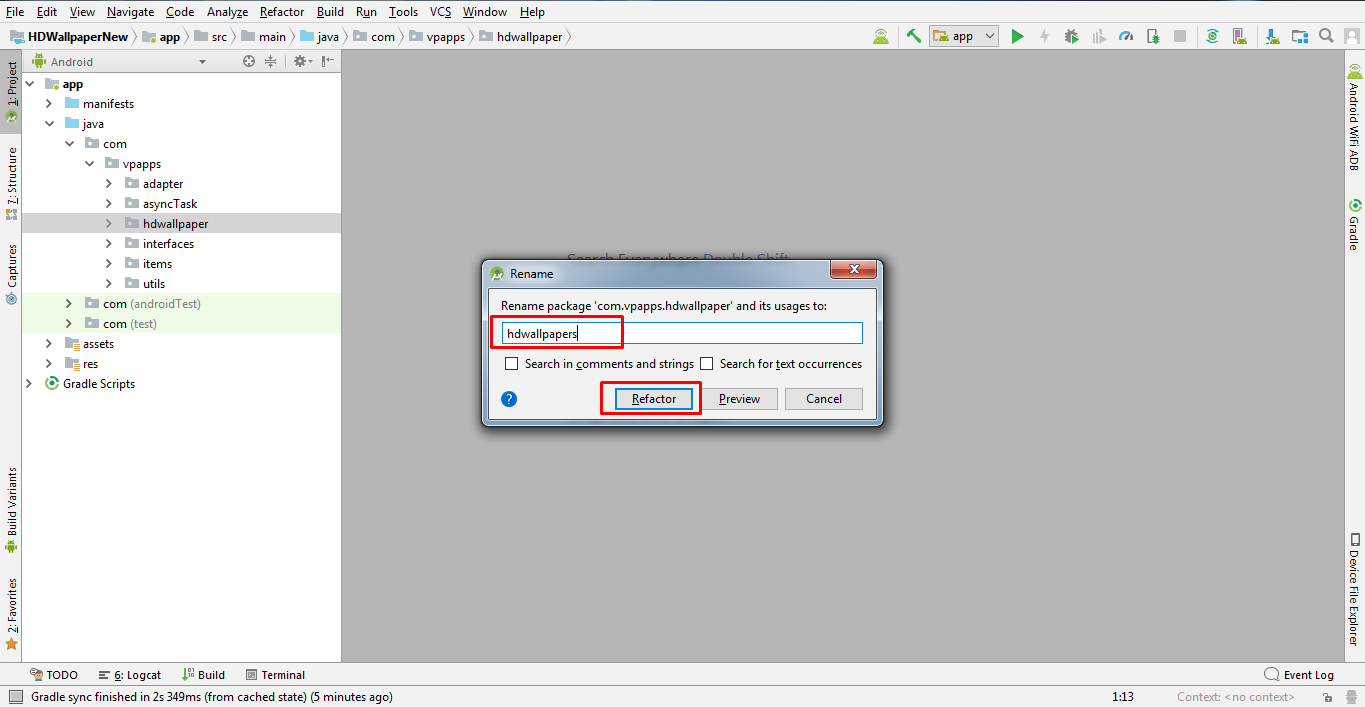 File Edit View Navigate Code Analyze Refactor Build Run Tools VCS Window Help
HDWallpaperNew app src main java com vpapps hdwallpaper app
1: Project
Android
app
manifests
java
com
vpapps
adapter
asyncTask
hdwallpaper
interfaces
items
utils
com (androidTest)
com (test)
assets
res
Gradle Scripts
7: Structure
Captures
Build Variants
2: Favorites
Search Everywhere Double Shift
Rename
Rename package 'com.vpapps.hdwallpaper' and its usages to:
hdwallpapers
Search in comments and strings Search for text occurrences
? Refactor Preview Cancel
Android WiFi ADB
Gradle
Device File Explorer
TODO 6: Logcat Build Terminal Event Log
Gradle sync finished in 2s 349ms (from cached state) (5 minutes ago) 1:13 Context: <no context>